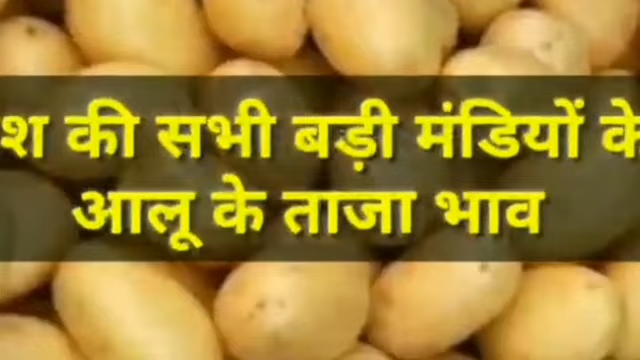 श की सभी बड़ी मंडियों के
आलू के ताजा भाव